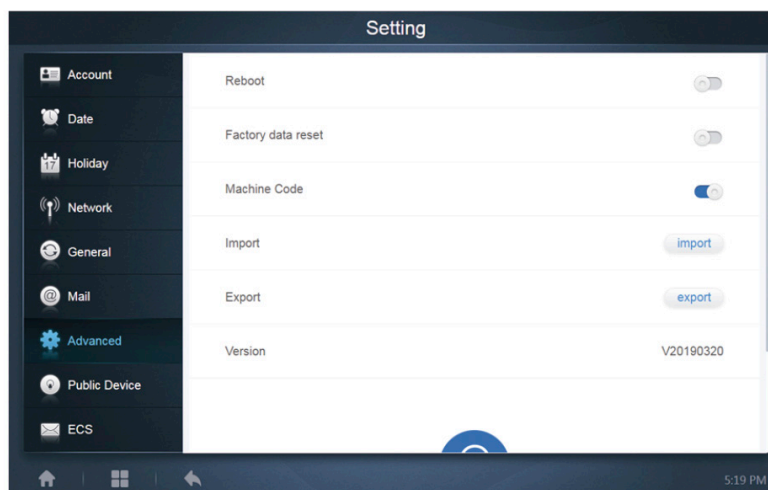 Setting
Account
Date
17
Holiday
Network
General
@
Mail
Advanced
Public Device
ECS
Reboot
Factory data reset
Machine Code
Import
import
Export
export
Version
V20190320
5:19 PM